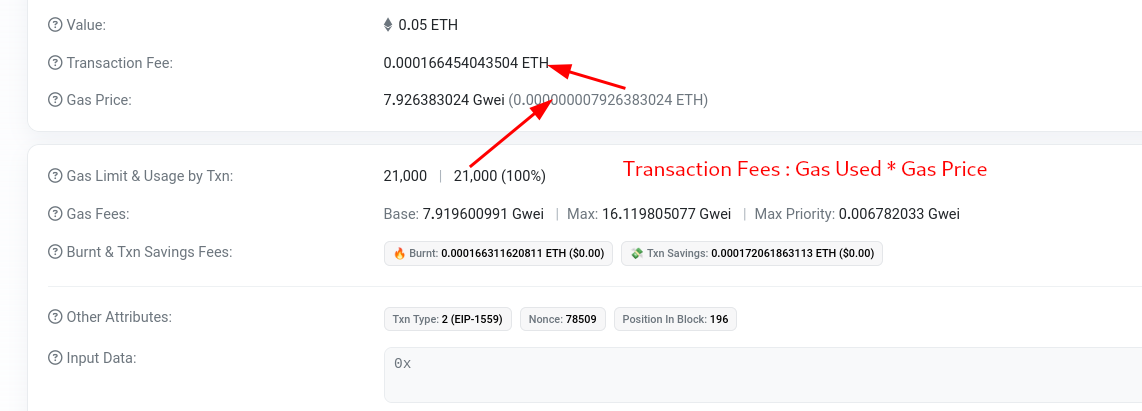 Value: 0.05 ETH
Transaction Fee: 0.000166454043504 ETH
Gas Price: 7.926383024 Gwei (0.000000007926383024 ETH)
Transaction Fees : Gas Used * Gas Price
Gas Limit & Usage by Txn: 21,000 | 21,000 (100%)
Gas Fees: Base: 7.919600991 Gwei | Max: 16.119805077 Gwei | Max Priority: 0.006782033 Gwei
Burnt & Txn Savings Fees: 🔥 Burnt: 0.000166311620811 ETH ($0.00) 💸 Txn Savings: 0.000172061863113 ETH ($0.00)
Other Attributes: Txn Type: 2 (EIP-1559) Nonce: 78509 Position In Block: 196
Input Data: 0x